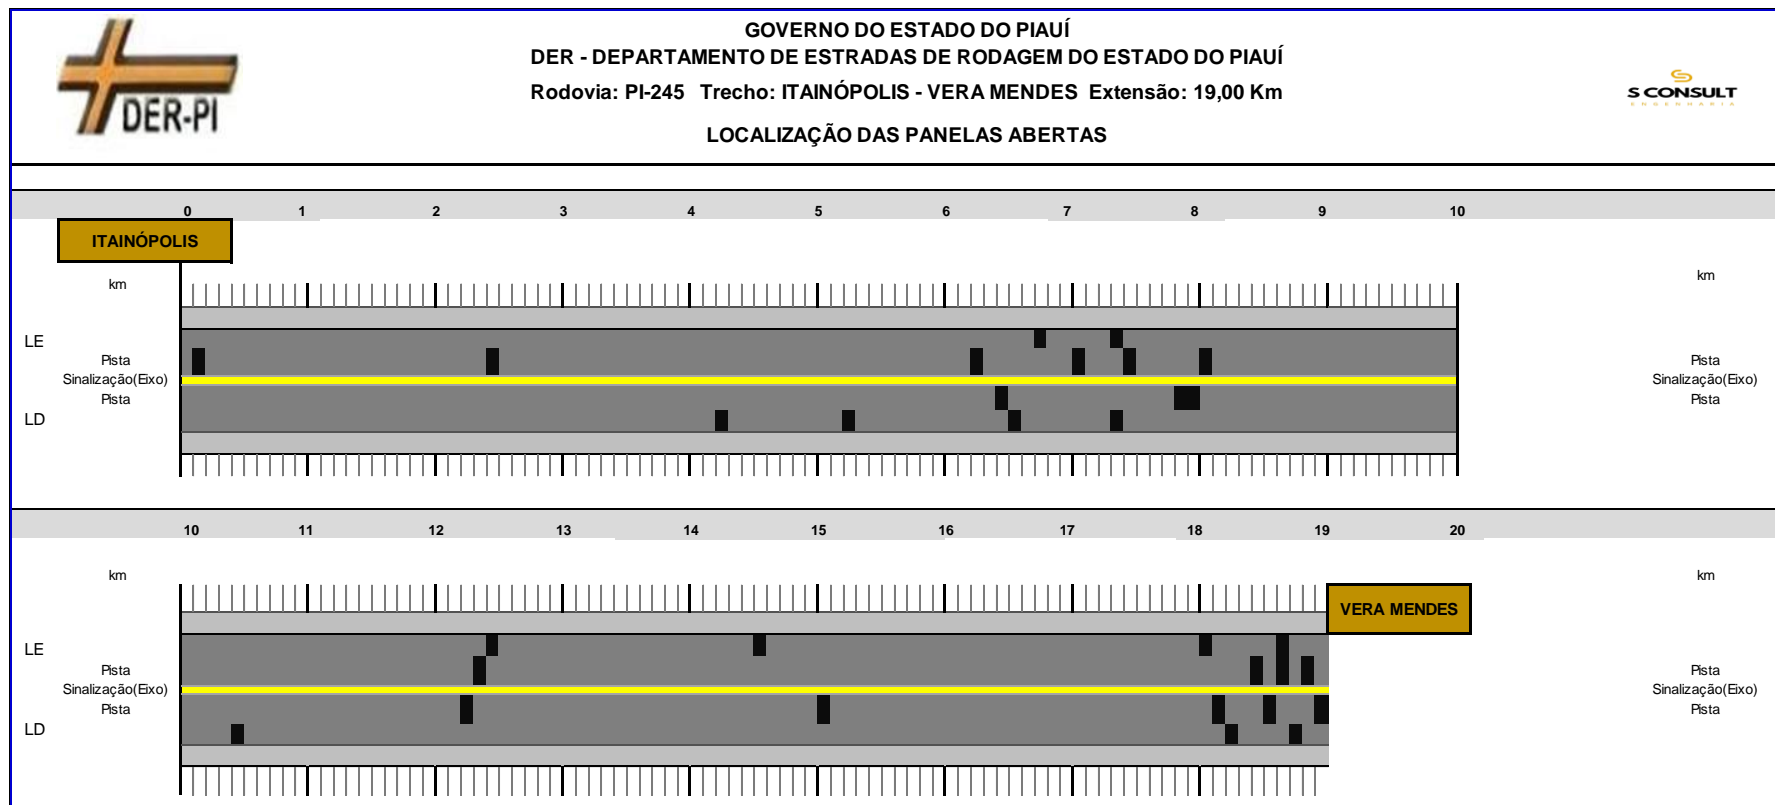 GOVERNO DO ESTADO DO PIAUÍ
DER - DEPARTAMENTO DE ESTRADAS DE RODAGEM DO ESTADO DO PIAUÍ
Rodovia: PI-245 Trecho: ITAINÓPOLIS - VERA MENDES Extensão: 19,00 Km
LOCALIZAÇÃO DAS PANELAS ABERTAS
DER-PI
S CONSULT
ENGENHARIA
0 1 2 3 4 5 6 7 8 9 10
ITAINÓPOLIS
km km
LE
Pista Pista
Sinalização(Eixo) Sinalização(Eixo)
Pista Pista
LD
10 11 12 13 14 15 16 17 18 19 20
km km
VERA MENDES
LE
Pista Pista
Sinalização(Eixo) Sinalização(Eixo)
Pista Pista
LD